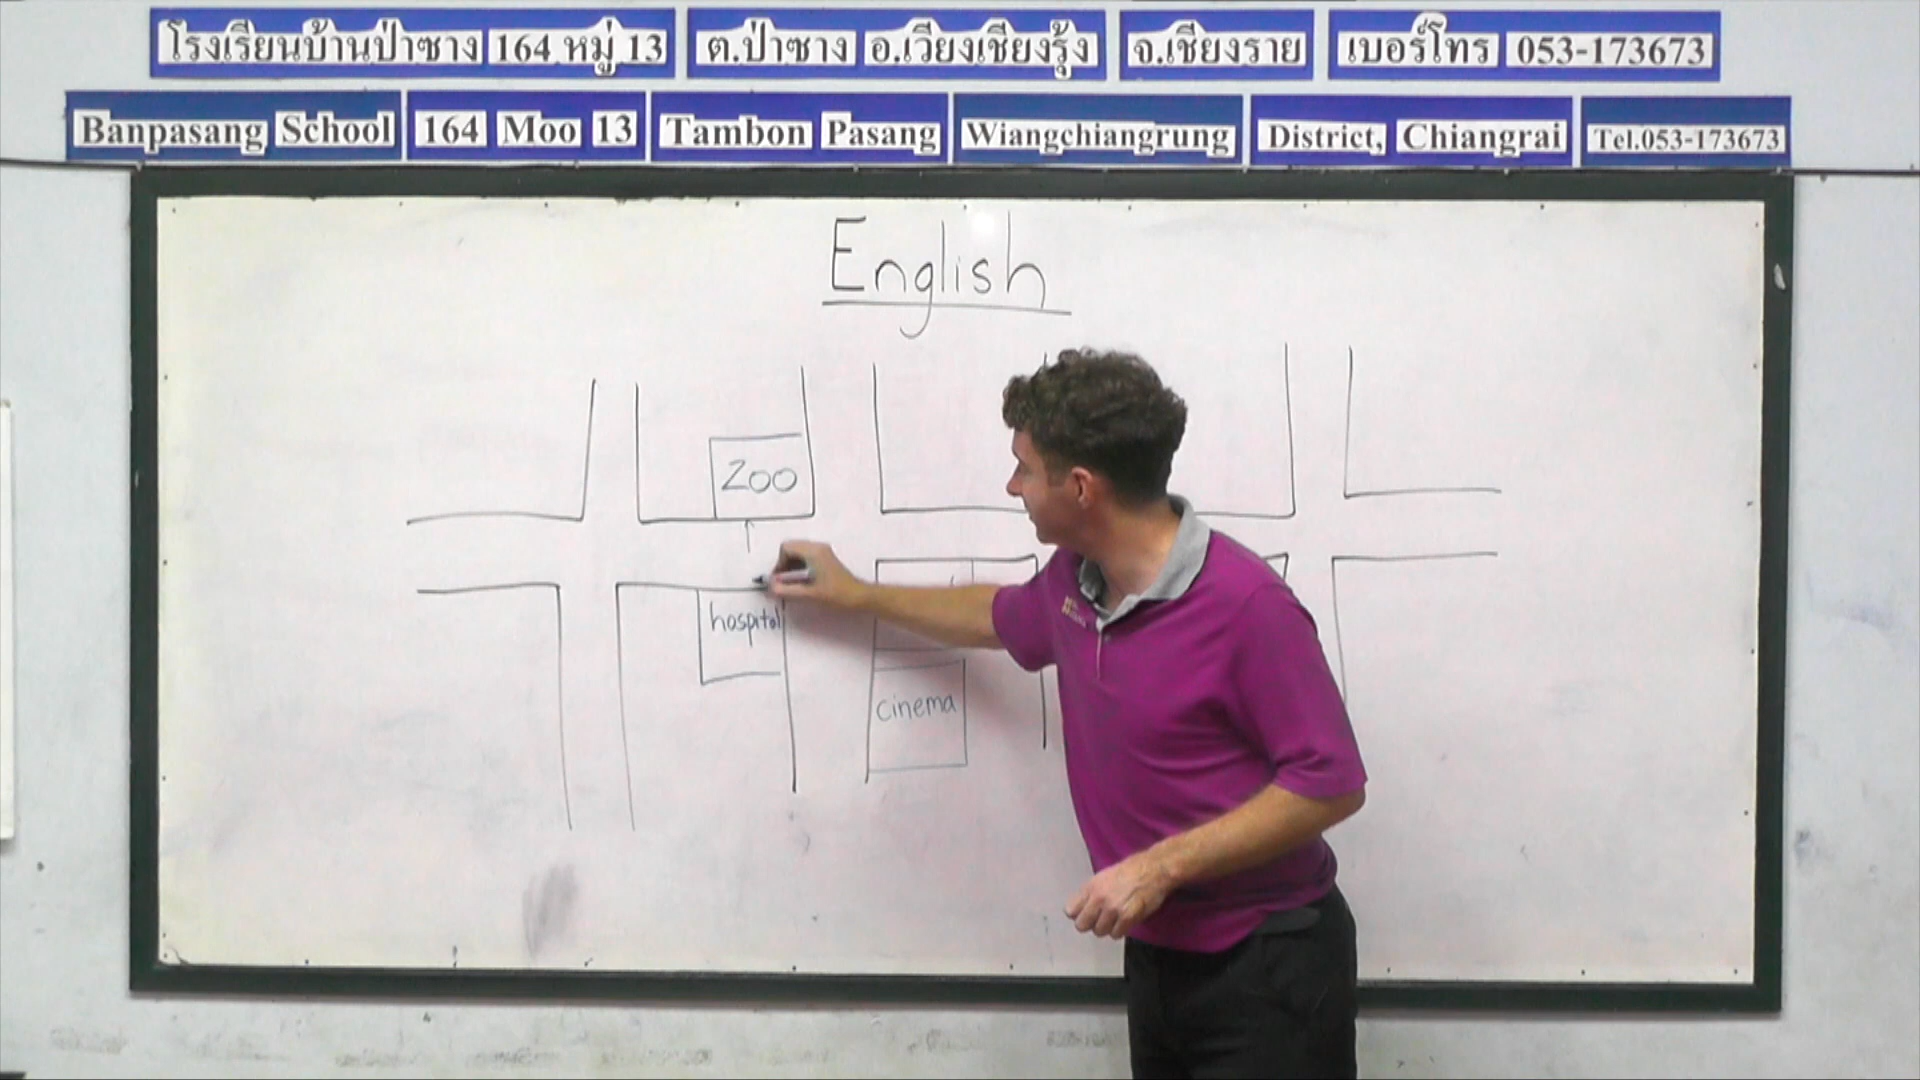 โรงเรียนบ้านป่าซาง 164 หมู่ 13 ต.ป่าซาง อ.เวียงเชียงรุ้ง จ.เชียงราย เบอร์โทร 053-173673
Banpasang School 164 Moo 13 Tambon Pasang Wiangchiangrung District, Chiangrai Tel.053-173673
English
Zoo
hospital
cinema